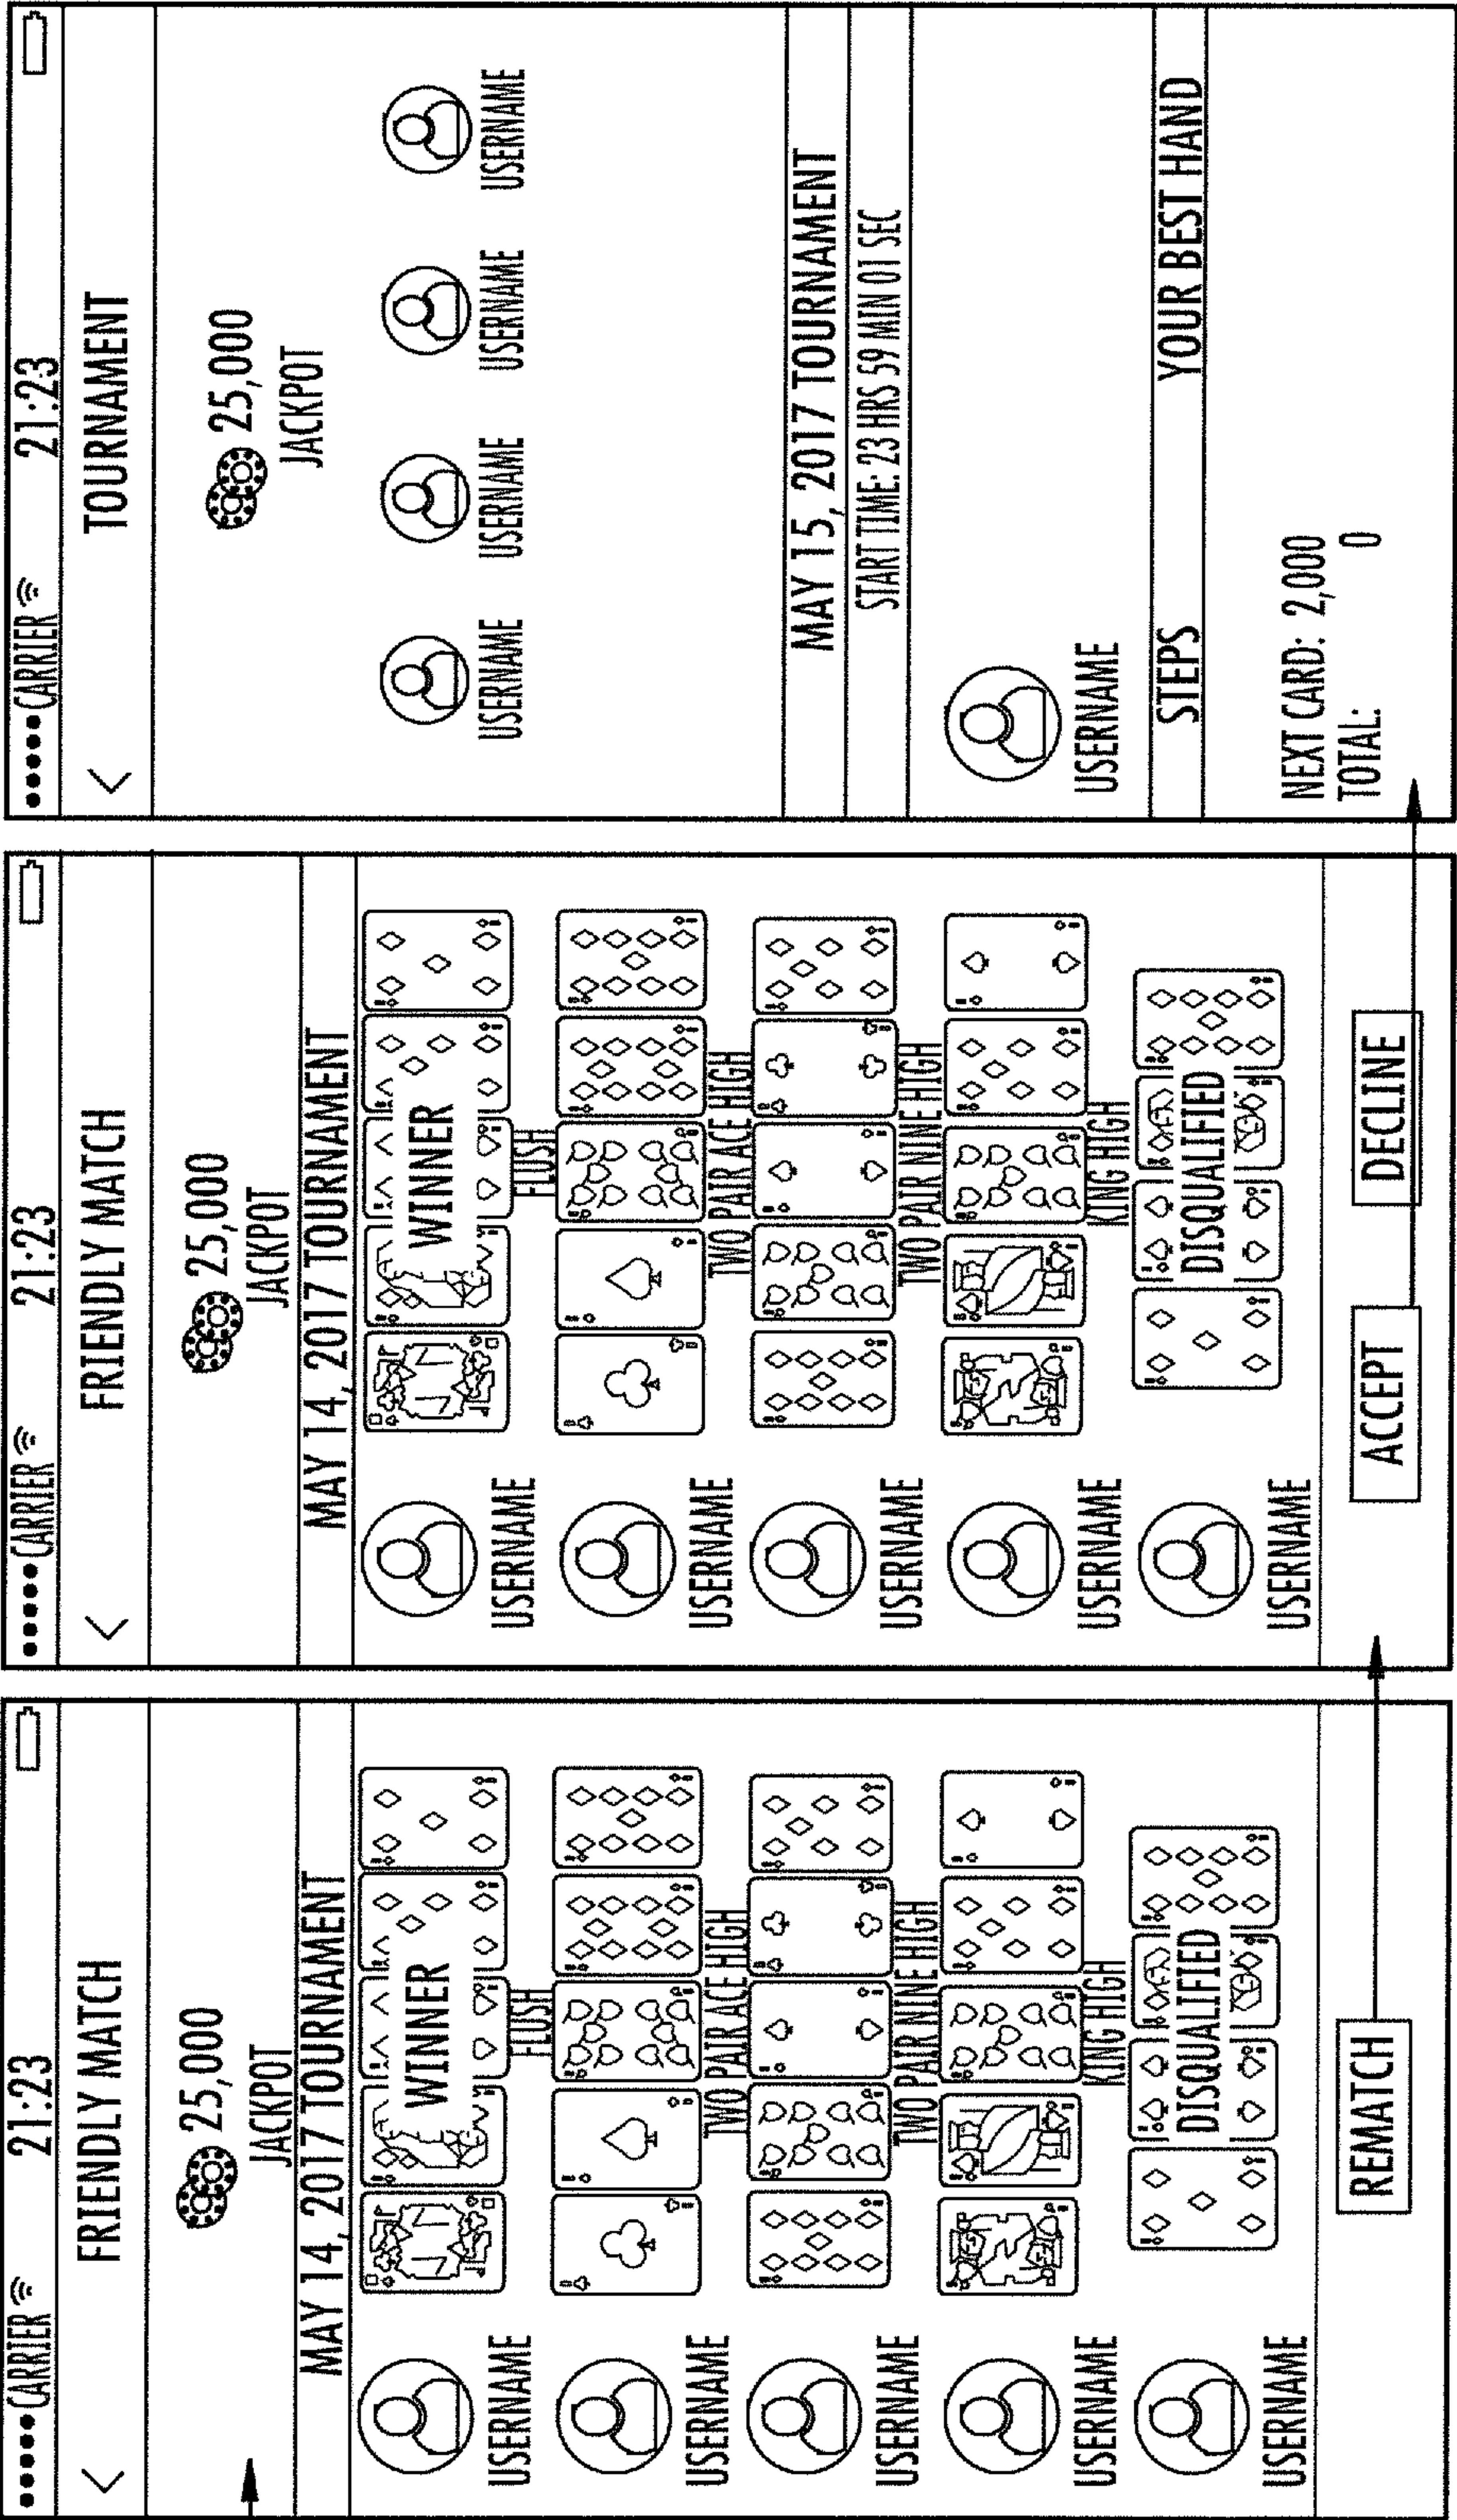 ●●●●● CARRIER 21:23
FRIENDLY MATCH
25,000
JACKPOT
MAY 14, 2017 TOURNAMENT
WINNER
USERNAME
FLUSH
USERNAME
TWO PAIR ACE HIGH
USERNAME
TWO PAIR NINE HIGH
USERNAME
KING HIGH
DISQUALIFIED
USERNAME
REMATCH
●●●●● CARRIER 21:23
FRIENDLY MATCH
25,000
JACKPOT
MAY 14, 2017 TOURNAMENT
WINNER
USERNAME
FLUSH
USERNAME
TWO PAIR ACE HIGH
USERNAME
TWO PAIR NINE HIGH
USERNAME
KING HIGH
DISQUALIFIED
USERNAME
ACCEPT DECLINE
●●●●● CARRIER 21:23
TOURNAMENT
25,000
JACKPOT
USERNAME USERNAME USERNAME USERNAME
MAY 15, 2017 TOURNAMENT
START TIME: 23 HRS 59 MIN 01 SEC
USERNAME
STEPS YOUR BEST HAND
NEXT CARD: 2,000
TOTAL: 0